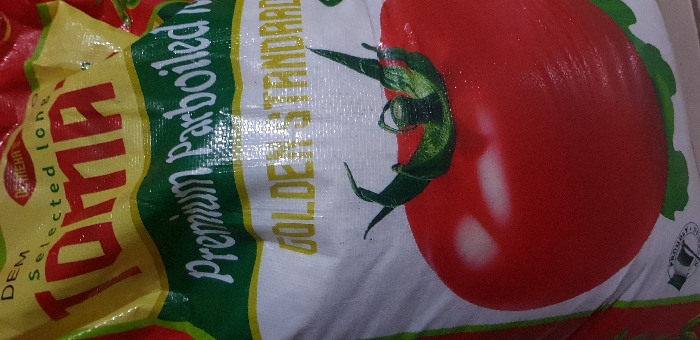 DEM
Selected long
TOMA
Premium Parboiled
GOLDEN STANDARD